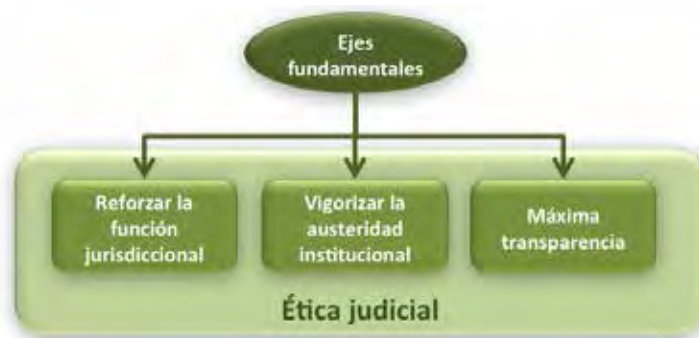 Ejes
fundamentales
Reforzar la
función
jurisdiccional
Vigorizar la
austeridad
institucional
Máxima
transparencia
Ética judicial